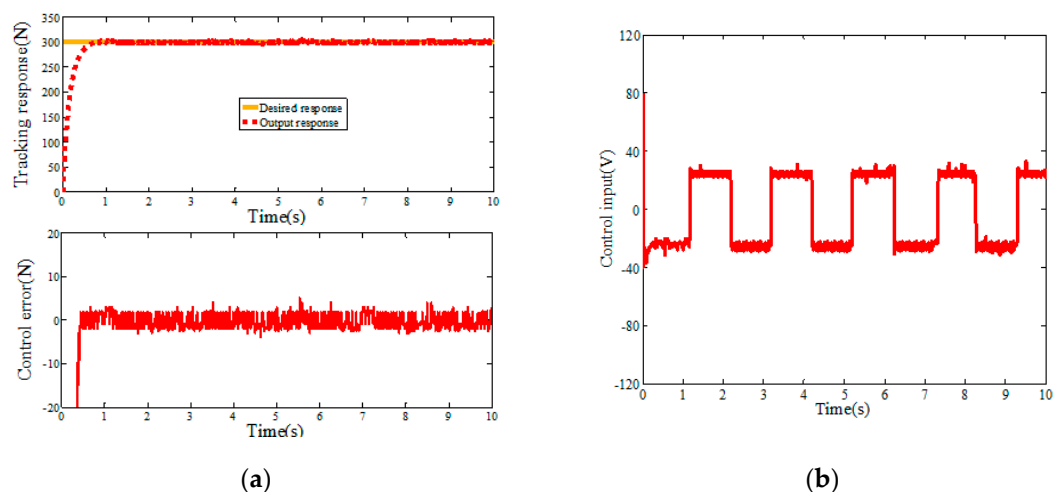 Tracking response(N)
350
300
250
200
150
100
50
0
Desired response
Output response
0 1 2 3 4 5 6 7 8 9 10
Time(s)
Control error(N)
20
10
0
-10
-20
0 1 2 3 4 5 6 7 8 9 10
Time(s)
(a)
Control input(V)
120
80
40
0
-40
-80
-120
0 1 2 3 4 5 6 7 8 9 10
Time(s)
(b)